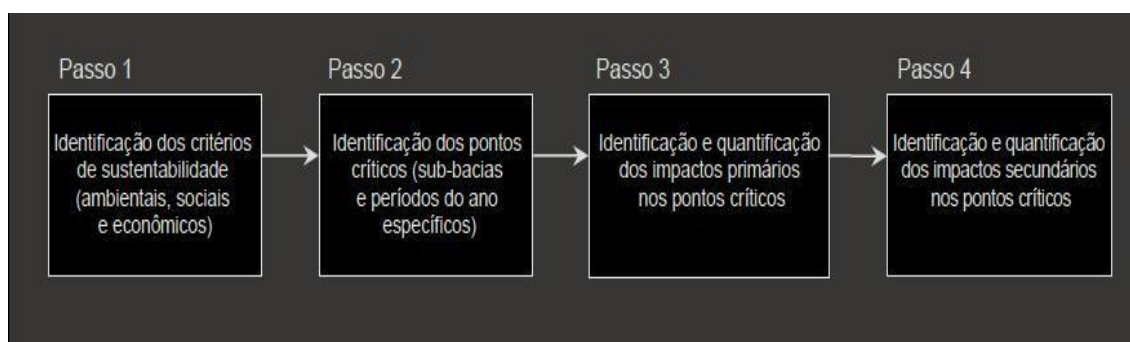 Passo 1
Identificação dos critérios
de sustentabilidade
(ambientais, sociais
e econômicos)
Passo 2
Identificação dos pontos
críticos (sub-bacias
e períodos do ano
específicos)
Passo 3
Identificação e quantificação
dos impactos primários
nos pontos críticos
Passo 4
Identificação e quantificação
dos impactos secundários
nos pontos críticos